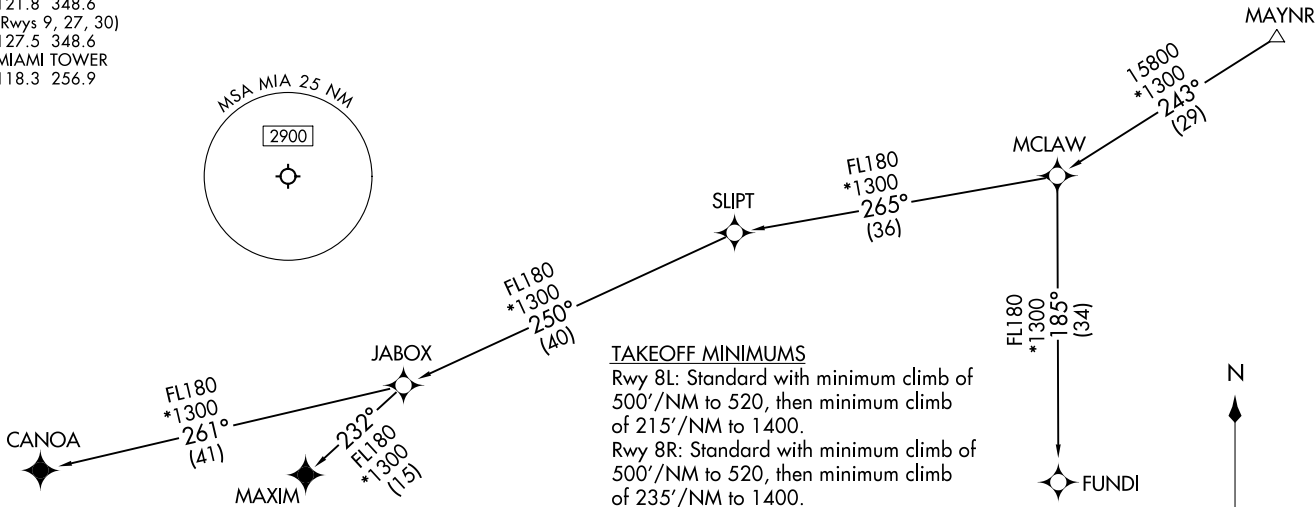 121.8 348.6
(Rwys 9, 27, 30)
127.5 348.6
MIAMI TOWER
118.3 256.9
MSA MIA 25 NM
2900
MAYNR
15800
*1300
243°
(29)
MCLAW
FL180
*1300
265°
(36)
SLIPT
FL180
*1300
250°
(40)
JABOX
FL180
*1300
261°
(41)
CANOA
232°
FL180
*1300
(15)
MAXIM
FL180
*1300
185°
(34)
FUNDI
TAKEOFF MINIMUMS
Rwy 8L: Standard with minimum climb of
500'/NM to 520, then minimum climb
of 215'/NM to 1400.
Rwy 8R: Standard with minimum climb of
500'/NM to 520, then minimum climb
of 235'/NM to 1400.
N